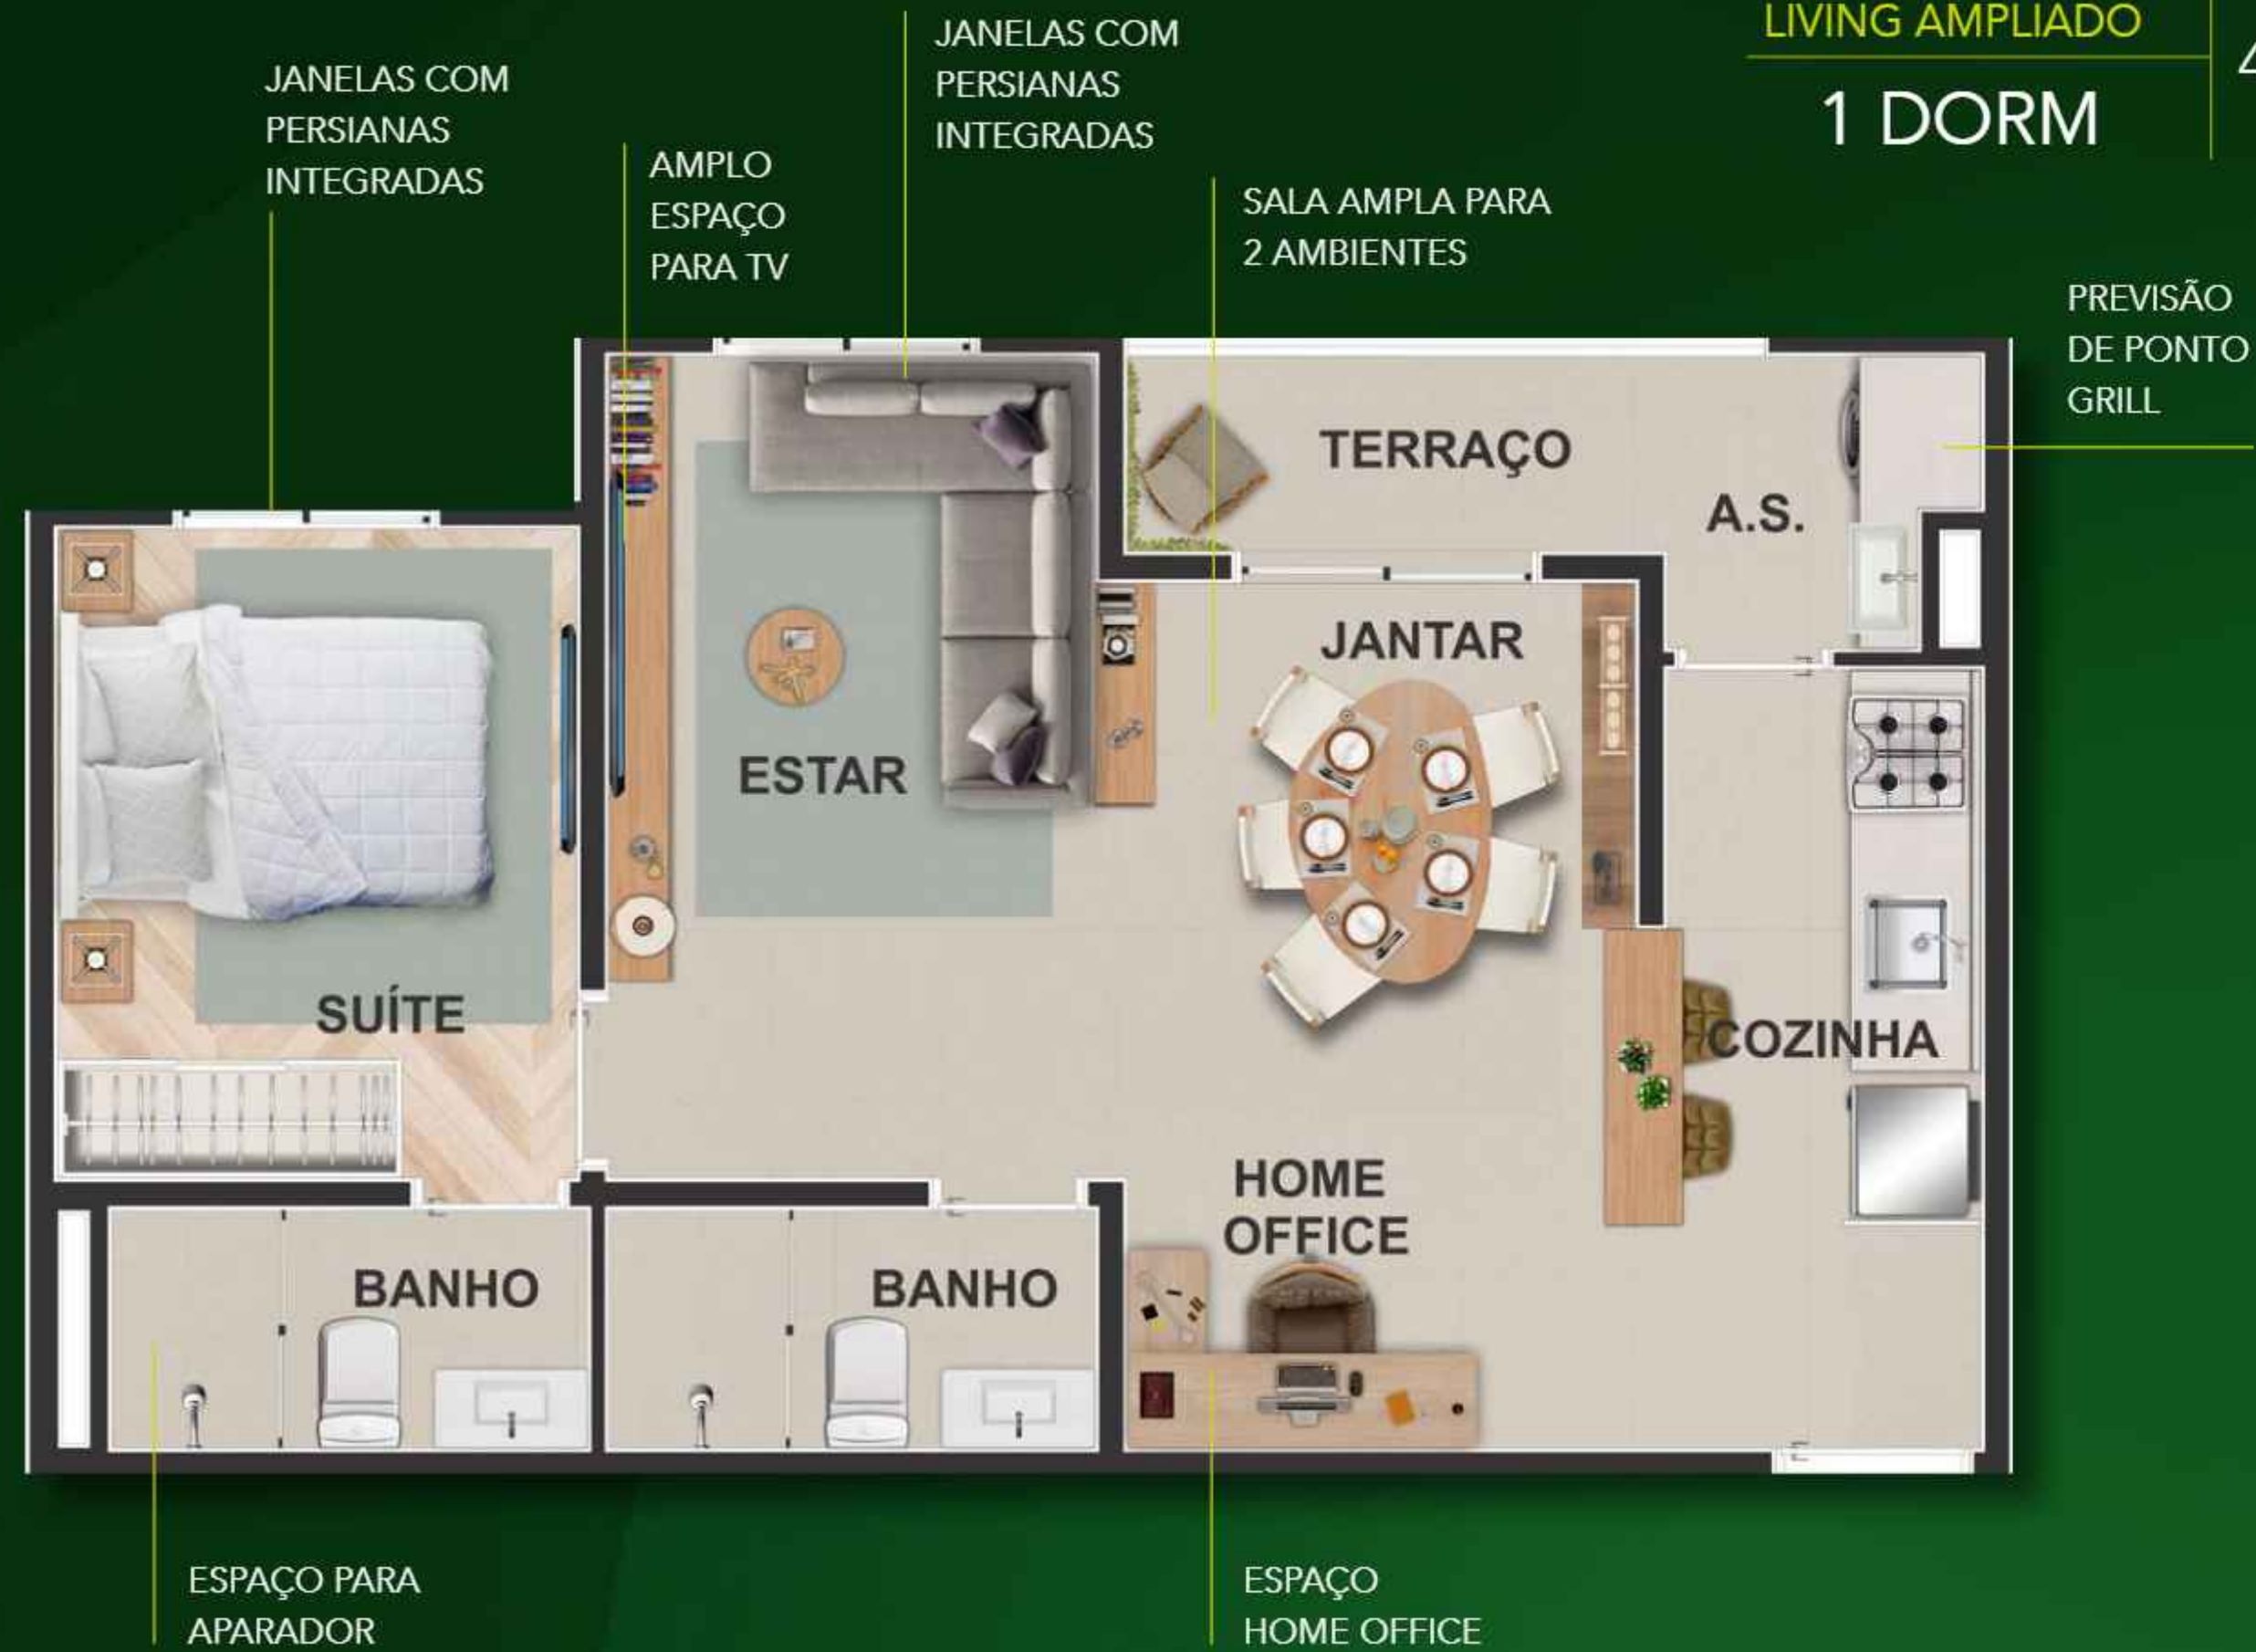 LIVING AMPLIADO
1 DORM
JANELAS COM
PERSIANAS
INTEGRADAS
AMPLO
ESPAÇO
PARA TV
JANELAS COM
PERSIANAS
INTEGRADAS
SALA AMPLA PARA
2 AMBIENTES
PREVISÃO
DE PONTO
GRILL
TERRAÇO
A.S.
JANTAR
ESTAR
SUÍTE
COZINHA
HOME
OFFICE
BANHO
BANHO
ESPAÇO PARA
APARADOR
ESPAÇO
HOME OFFICE